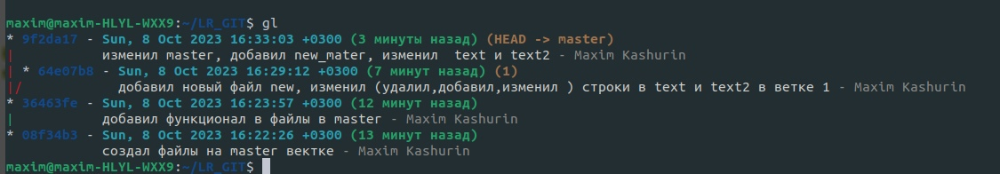 maxim@maxim-HLYL-WXX9:~/LR_GIT$ gl
* 9f2da17 - Sun, 8 Oct 2023 16:33:03 +0300 (3 минуты назад) (HEAD -> master)
|           изменил master, добавил new_mater, изменил  text и text2 - Maxim Kashurin
| * 64e07b8 - Sun, 8 Oct 2023 16:29:12 +0300 (7 минут назад) (1)
|/            добавил новый файл new, изменил (удалил,добавил,изменил ) строки в text и text2 в ветке 1 - Maxim Kashurin
* 36463fe - Sun, 8 Oct 2023 16:23:57 +0300 (12 минут назад)
|           добавил функционал в файлы в master - Maxim Kashurin
* 08f34b3 - Sun, 8 Oct 2023 16:22:26 +0300 (13 минут назад)
            создал файлы на master вектке - Maxim Kashurin
maxim@maxim-HLYL-WXX9:~/LR_GIT$